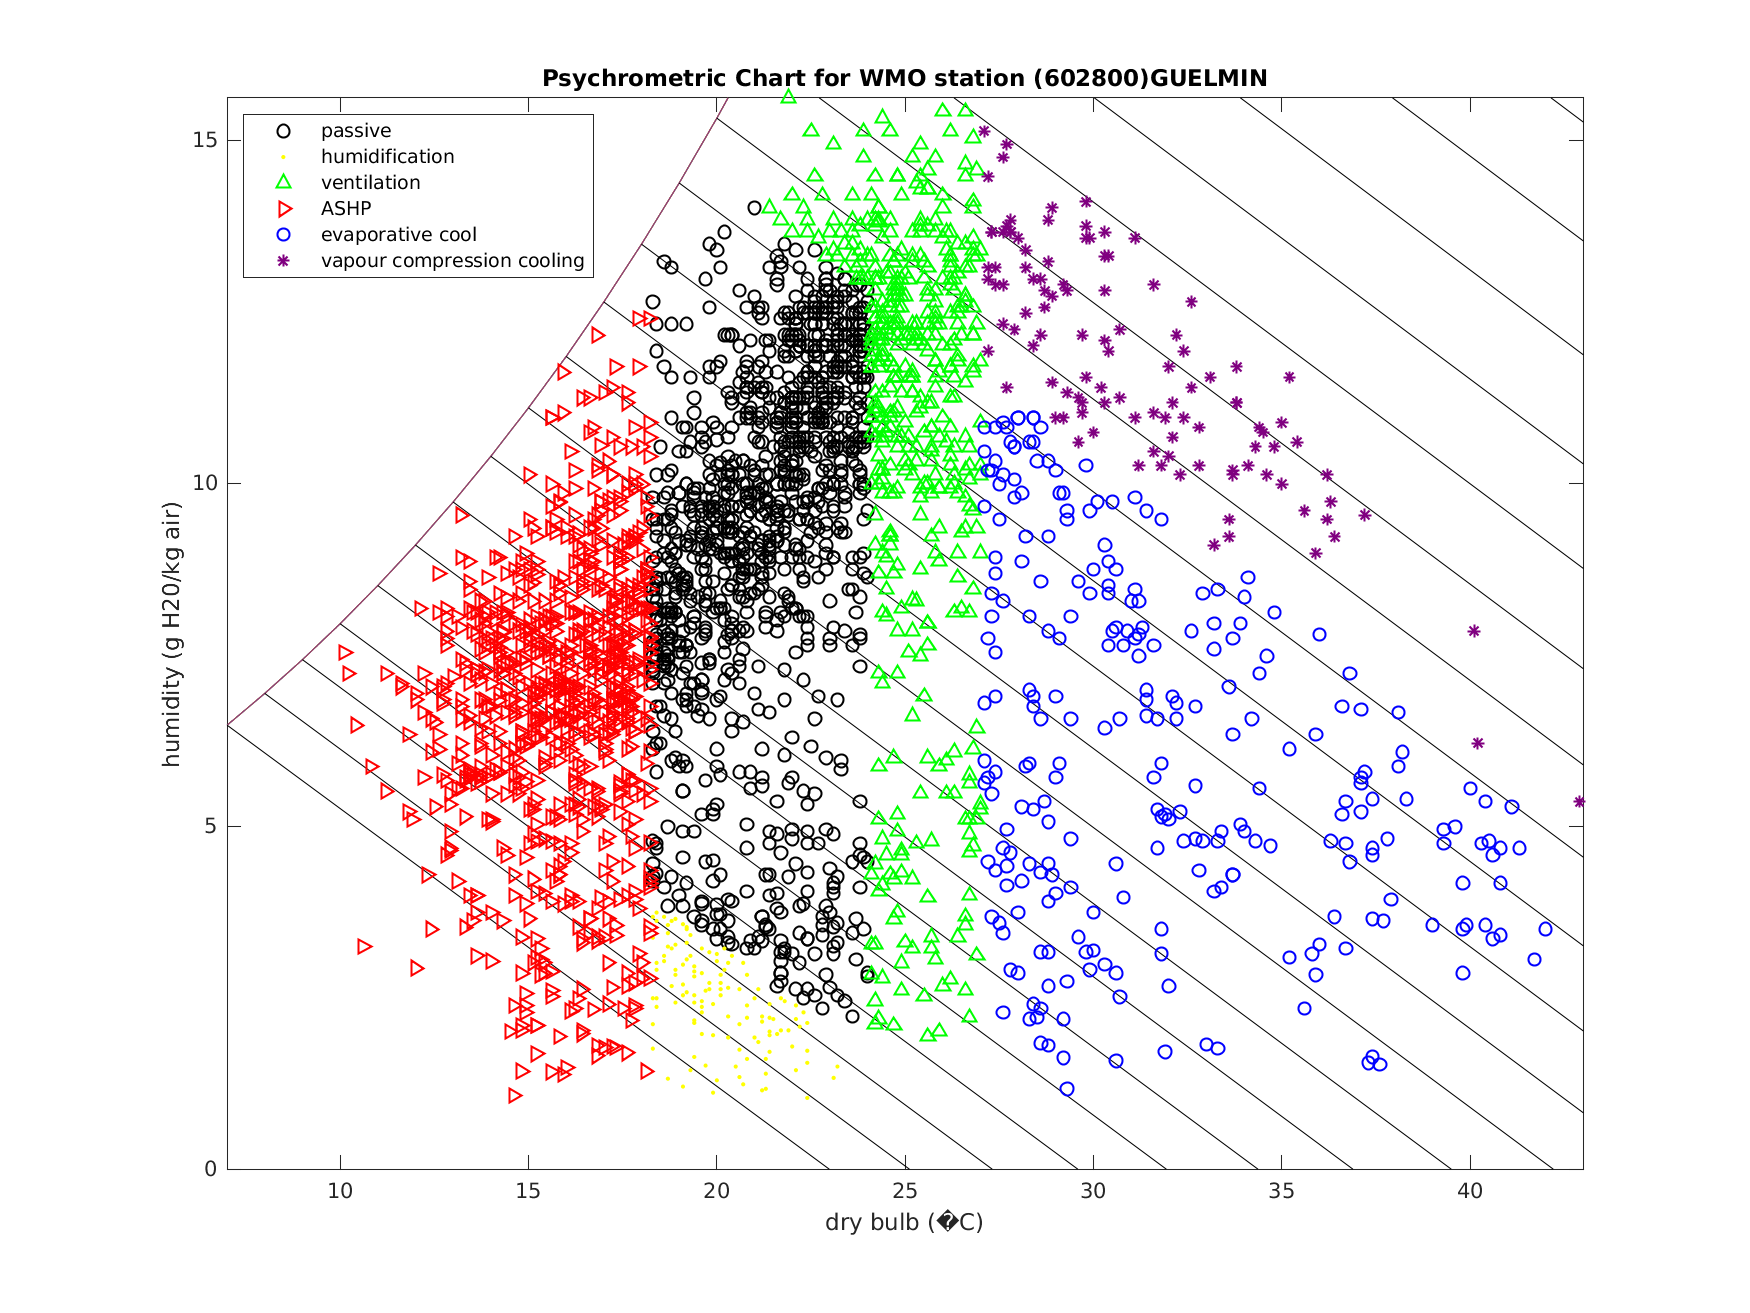 Psychrometric Chart for WMO station (602800)GUELMIN
passive
humidification
ventilation
ASHP
evaporative cool
vapour compression cooling
15
10
5
0
humidity (g H20/kg air)
10 15 20 25 30 35 40
dry bulb (�C)